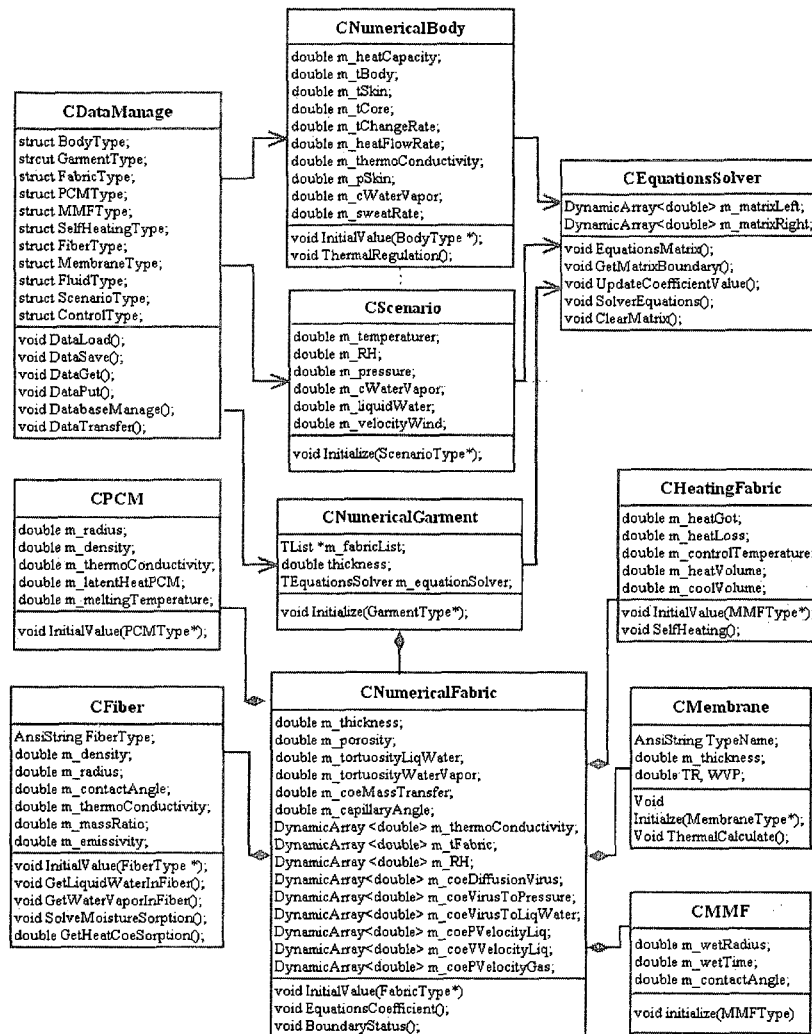 CNumericalBody
double m_heatCapacity;
double m_tBody;
double m_tSkin;
double m_tCore;
double m_tChangeRate;
double m_heatFlowRate;
double m_thermoConductivity;
double m_pSkin;
double m_cWaterVapor;
double m_sweatRate;
void InitialValue(BodyType *);
void ThermalRegulation();
CDataManage
struct BodyType;
strcut GarmentType;
struct FabricType;
struct PCMType;
struct MMFType;
struct SelfHeatingType;
struct FiberType;
struct MembraneType;
struct FluidType;
struct ScenarioType;
struct ControlType;
void DataLoad();
void DataSave();
void DataGet();
void DataPut();
void DatabaseManage();
void DataTransfer();
CEquationsSolver
DynamicArray<double> m_matrixLeft;
DynamicArray<double> m_matrixRight;
void EquationsMatrix();
void GetMatrixBoundary();
void UpdateCoefficientValue();
void SolverEquations();
void ClearMatrix();
CScenario
double m_temperaturer;
double m_RH;
double m_pressure;
double m_cWaterVapor;
double m_liquidWater;
double m_velocityWind;
void Initialize(ScenarioType*);
CPCM
double m_radius;
double m_density;
double m_thermoConductivity;
double m_latentHeatPCM;
double m_meltingTemperature;
void InitialValue(PCMType*);
CNumericalGarment
TList *m_fabricList;
double thickness;
TEquationsSolver m_equationSolver;
void Initialize(GarmentType*);
CHeatingFabric
double m_heatGot;
double m_heatLoss;
double m_controlTemperature
double m_heatVolume;
double m_coolVolume;
void InitialValue(MMFType*)
void SelfHeating();
CFiber
AnsiString FiberType;
double m_density;
double m_radius;
double m_contactAngle;
double m_thermoConductivity;
double m_massRatio;
double m_emissivity;
void InitialValue(FiberType *);
void GetLiquidWaterInFiber();
void GetWaterVaporInFiber();
void SolveMoistureSorption();
double GetHeatCoeSorption();
CNumericalFabric
double m_thickness;
double m_porosity;
double m_tortuosityLiqWater;
double m_tortuosityWaterVapor;
double m_coeMassTransfer;
double m_capillaryAngle;
DynamicArray <double> m_thermoConductivity;
DynamicArray <double> m_tFabric;
DynamicArray <double> m_RH;
DynamicArray<double> m_coeDiffusionVirus;
DynamicArray<double> m_coeVirusToPressure;
DynamicArray<double> m_coeVirusToLiqWater;
DynamicArray<double> m_coePVelocityLiq;
DynamicArray<double> m_coeVVelocityLiq;
DynamicArray<double> m_coePVelocityGas;
void InitialValue(FabricType*)
void EquationsCoefficient();
void BoundaryStatus();
CMembrane
AnsiString TypeName;
double m_thickness;
double TR, WVP;
Void
Initialze(MembraneType*);
Void ThermalCalculate();
CMMF
double m_wetRadius;
double m_wetTime;
double m_contactAngle;
void initialize(MMFType)